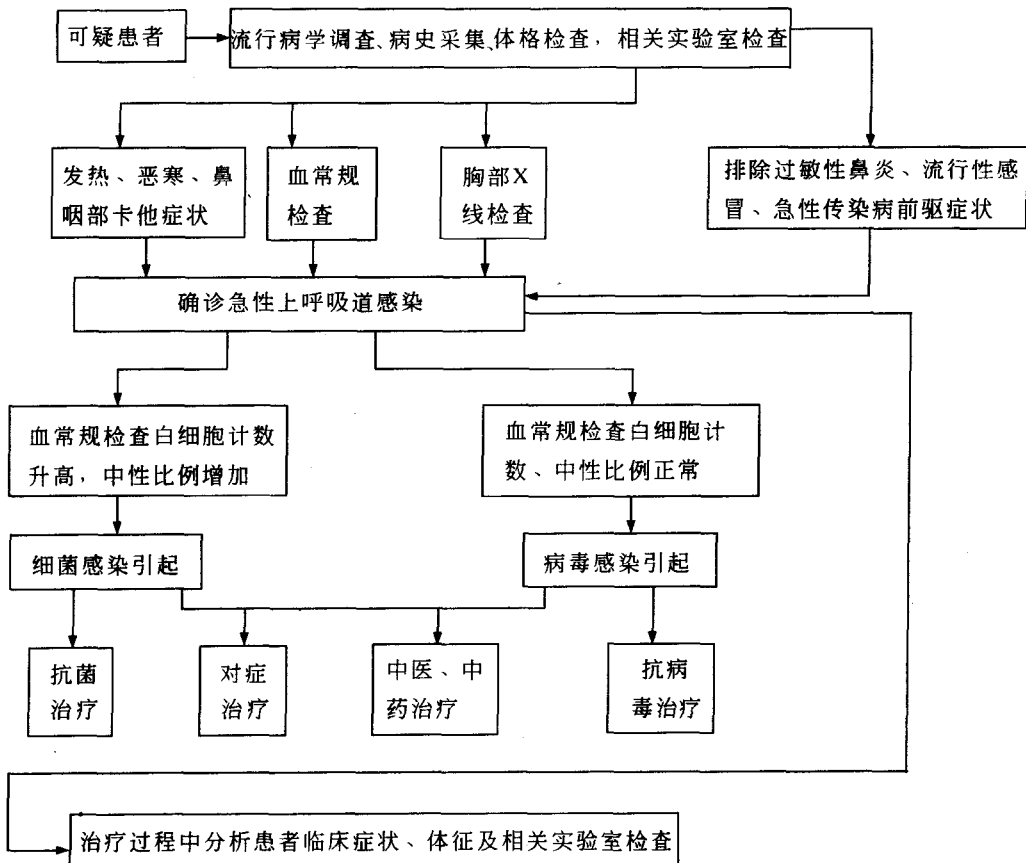 可疑患者
流行病学调查、病史采集、体格检查，相关实验室检查
发热、恶寒、鼻
咽部卡他症状
血常规
检查
胸部X
线检查
排除过敏性鼻炎、流行性感
冒、急性传染病前驱症状
确诊急性上呼吸道感染
血常规检查白细胞计数
升高，中性比例增加
血常规检查白细胞计
数、中性比例正常
细菌感染引起
病毒感染引起
抗菌
治疗
对症
治疗
中医、中
药治疗
抗病
毒治疗
治疗过程中分析患者临床症状、体征及相关实验室检查